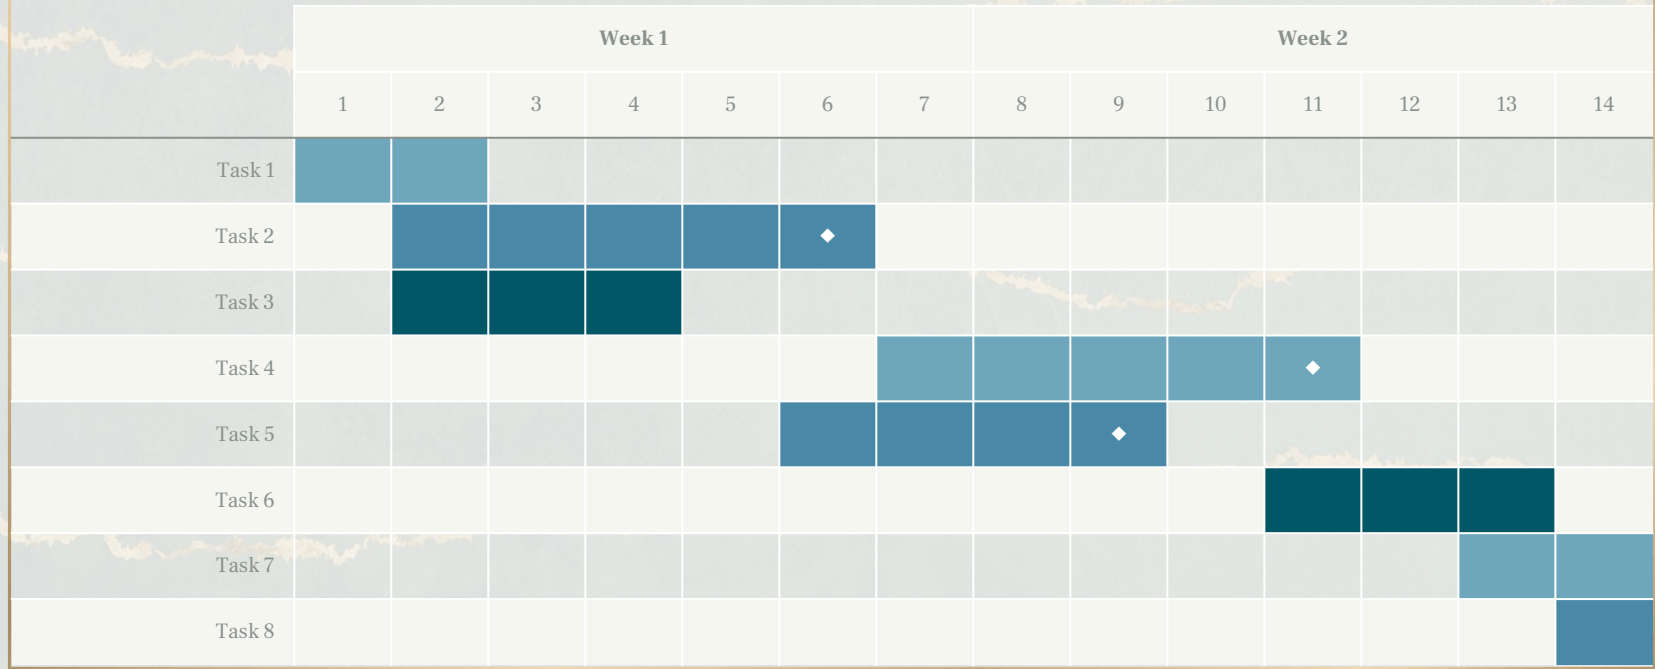 Week 1 Week 2
1 2 3 4 5 6 7 8 9 10 11 12 13 14
Task 1
Task 2
Task 3
Task 4
Task 5
Task 6
Task 7
Task 8